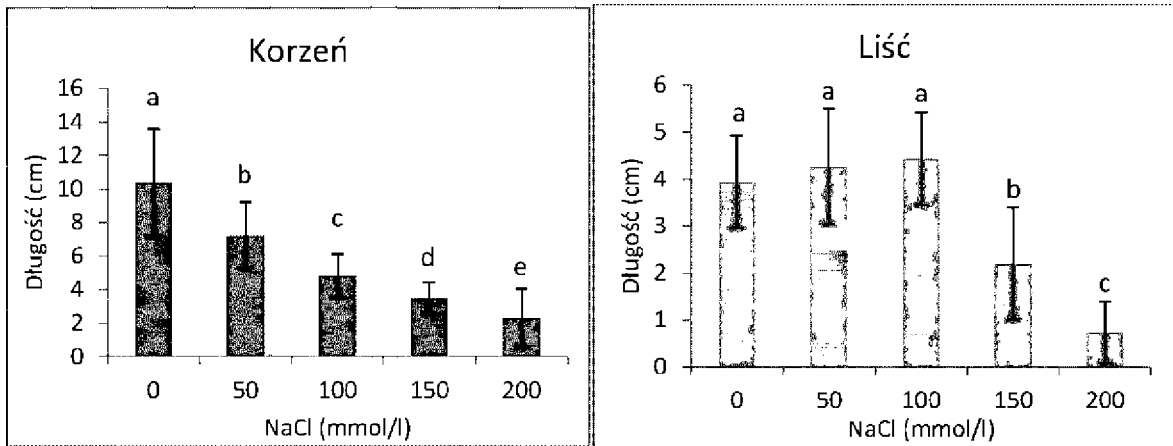 Korzeń
Długość (cm)
16
14
12
10
8
6
4
2
0
a
b
c
d
e
0 50 100 150 200
NaCl (mmol/l)
Liść
Długość (cm)
6
5
4
3
2
1
0
a
a
a
b
c
0 50 100 150 200
NaCl (mmol/l)